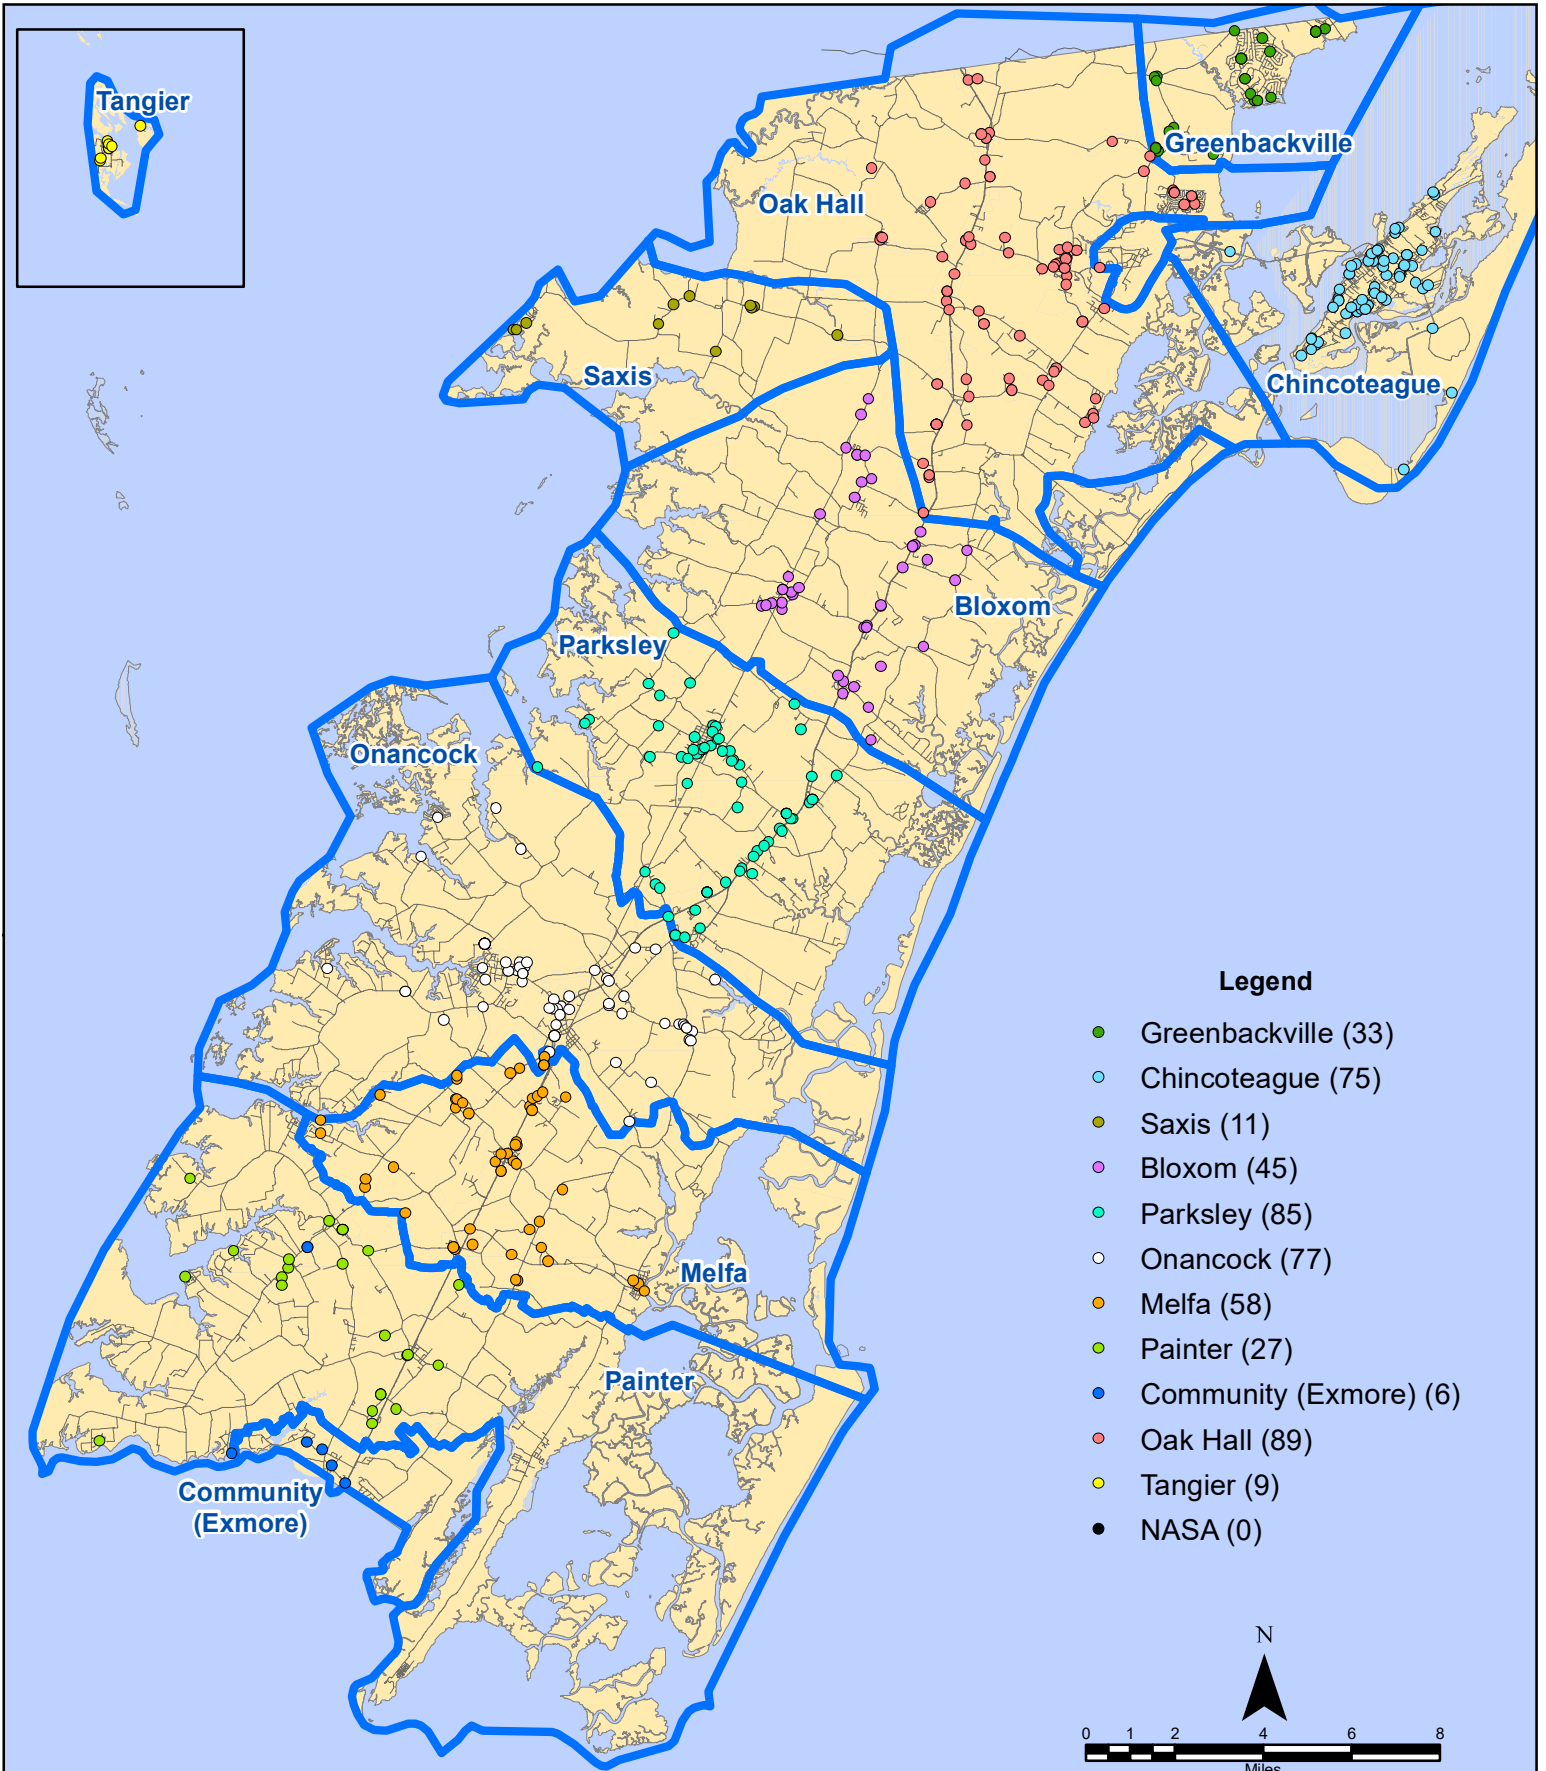 Tangier
Greenbackville
Oak Hall
Saxis
Chincoteague
Bloxom
Parksley
Onancock
Melfa
Painter
Community
(Exmore)
Legend
Greenbackville (33)
Chincoteague (75)
Saxis (11)
Bloxom (45)
Parksley (85)
Onancock (77)
Melfa (58)
Painter (27)
Community (Exmore) (6)
Oak Hall (89)
Tangier (9)
NASA (0)
N
0 1 2 4 6 8
Miles